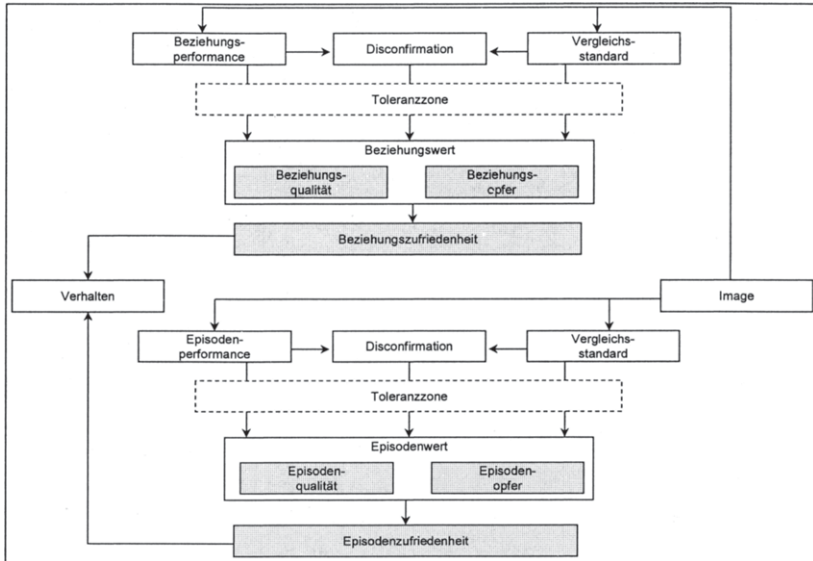 Beziehungs-
performance
Disconfirmation
Vergleichs-
standard
Toleranzzone
Beziehungswert
Beziehungs-
qualität
Beziehungs-
opfer
Beziehungszufriedenheit
Verhalten
Image
Episoden-
performance
Disconfirmation
Vergleichs-
standard
Toleranzzone
Episodenwert
Episoden-
qualität
Episoden-
opfer
Episodenzufriedenheit